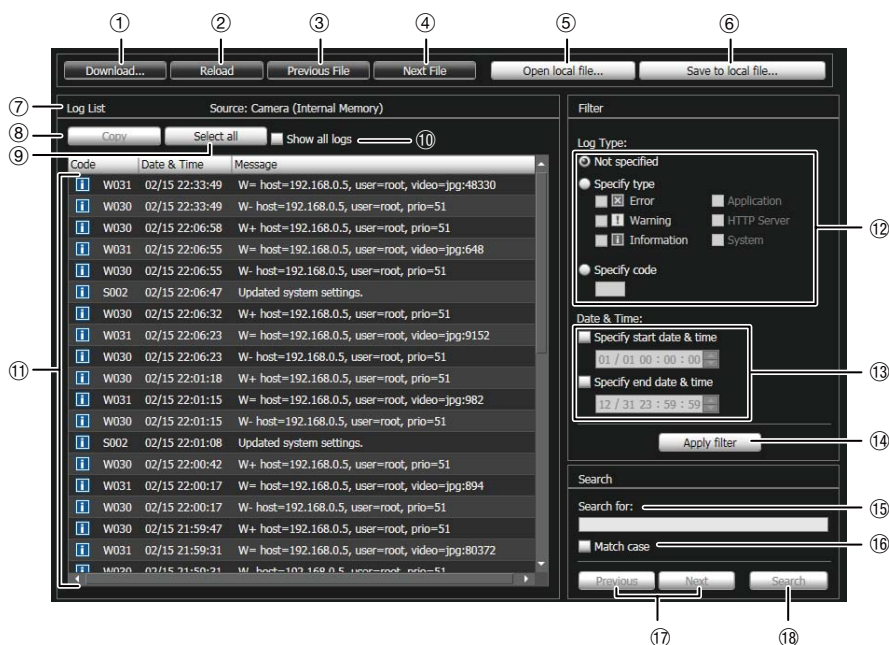 ① ② ③ ④ ⑤ ⑥
Download... Reload Previous File Next File Open local file... Save to local file...
⑦ Log List Source: Camera (Internal Memory)
⑧ Copy Select all Show all logs ⑩
⑨
Code Date & Time Message
W031 02/15 22:33:49 W= host=192.168.0.5, user=root, video=jpg:48330
W030 02/15 22:33:49 W- host=192.168.0.5, user=root, prio=51
W030 02/15 22:06:58 W+ host=192.168.0.5, user=root, prio=51
W031 02/15 22:06:55 W= host=192.168.0.5, user=root, video=jpg:648
W030 02/15 22:06:55 W- host=192.168.0.5, user=root, prio=51
S002 02/15 22:06:47 Updated system settings.
W030 02/15 22:06:32 W+ host=192.168.0.5, user=root, prio=51
W031 02/15 22:06:23 W= host=192.168.0.5, user=root, video=jpg:9152
W030 02/15 22:06:23 W- host=192.168.0.5, user=root, prio=51
⑪
W030 02/15 22:01:18 W+ host=192.168.0.5, user=root, prio=51
W031 02/15 22:01:15 W= host=192.168.0.5, user=root, video=jpg:982
W030 02/15 22:01:15 W- host=192.168.0.5, user=root, prio=51
S002 02/15 22:01:08 Updated system settings.
W030 02/15 22:00:42 W+ host=192.168.0.5, user=root, prio=51
W031 02/15 22:00:17 W= host=192.168.0.5, user=root, video=jpg:894
W030 02/15 22:00:17 W- host=192.168.0.5, user=root, prio=51
W030 02/15 21:59:47 W+ host=192.168.0.5, user=root, prio=51
W031 02/15 21:59:31 W= host=192.168.0.5, user=root, video=jpg:80372
W030 02/15 21:59:31 W- host=192.168.0.5, user=root, prio=51
Filter
Log Type:
Not specified
Specify type
Error Application
Warning HTTP Server ⑫
Information System
Specify code
Date & Time:
Specify start date & time
01 / 01 00 : 00 : 00
Specify end date & time ⑬
12 / 31 23 : 59 : 59
Apply filter ⑭
Search
Search for: ⑮
Match case ⑯
Previous Next Search
⑰ ⑱